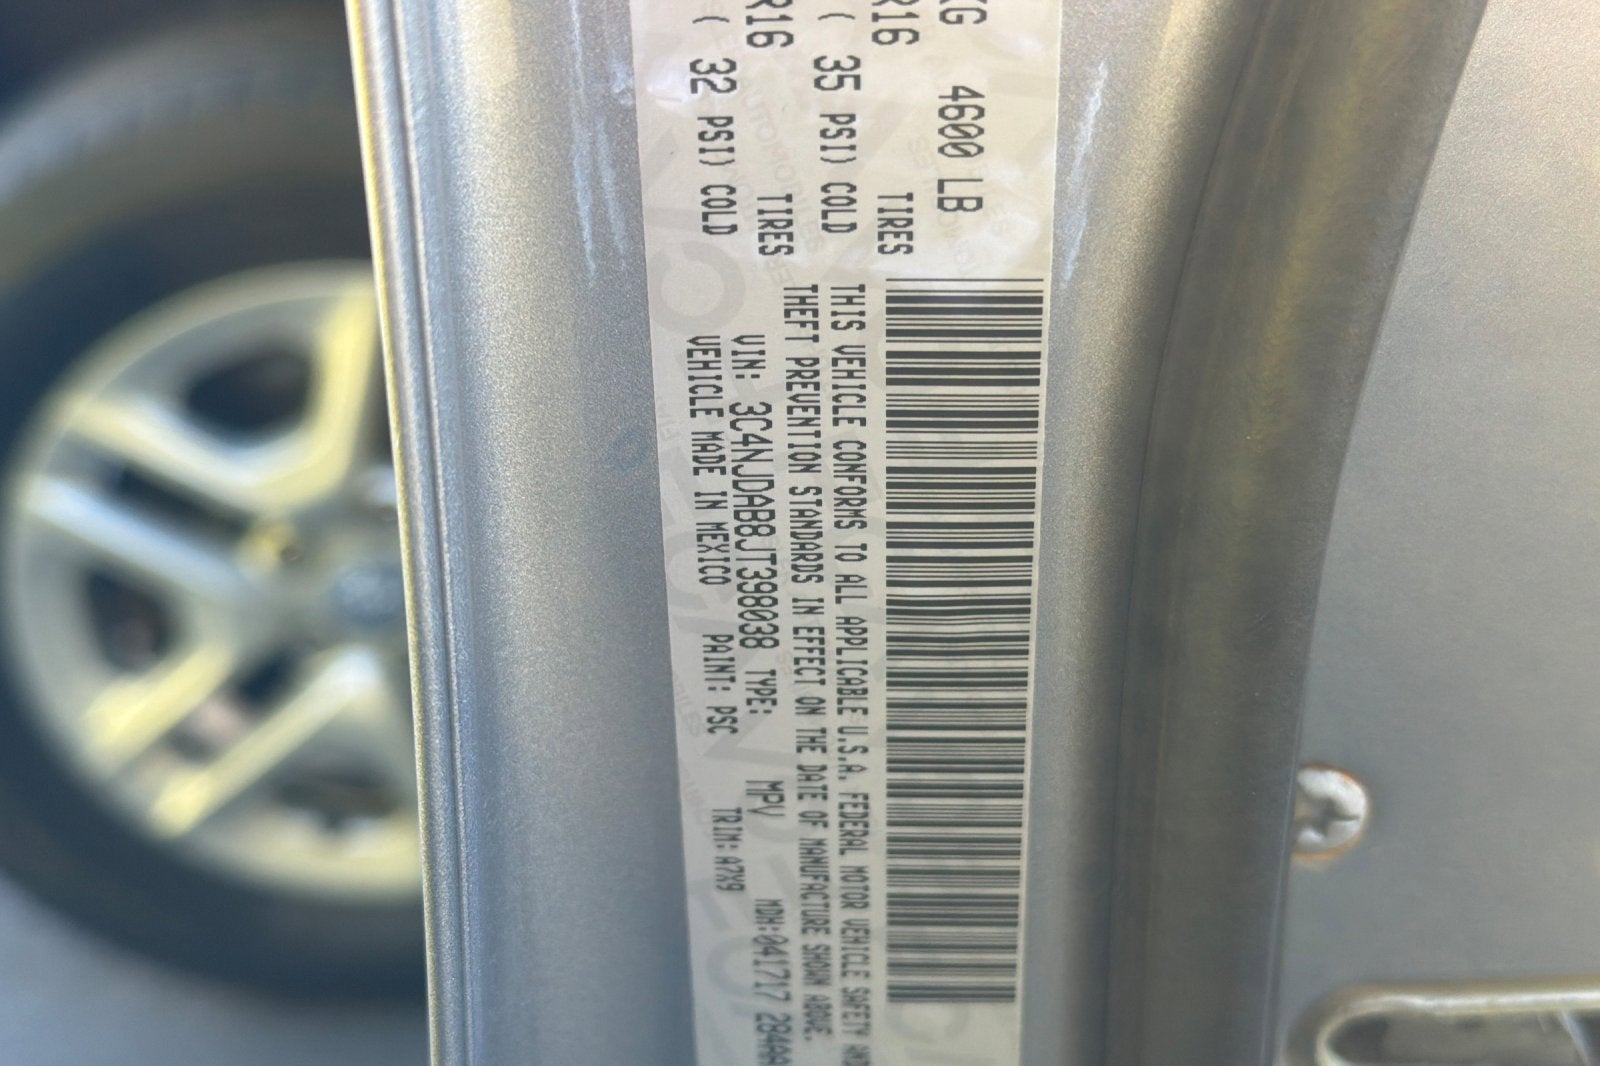 KG 4600 LB
TIRES
R16
( 35 PSI) COLD
TIRES
R16
( 32 PSI) COLD
THIS VEHICLE CONFORMS TO ALL APPLICABLE U.S.A. FEDERAL MOTOR VEHICLE SAFETY AND
THEFT PREVENTION STANDARDS IN EFFECT ON THE DATE OF MANUFACTURE SHOWN ABOVE.
VIN: 3C4NJDAB8JT398038 TYPE: MPV MDH:041717 284
VEHICLE MADE IN MEXICO PAINT: PSC TRIM: A7X9